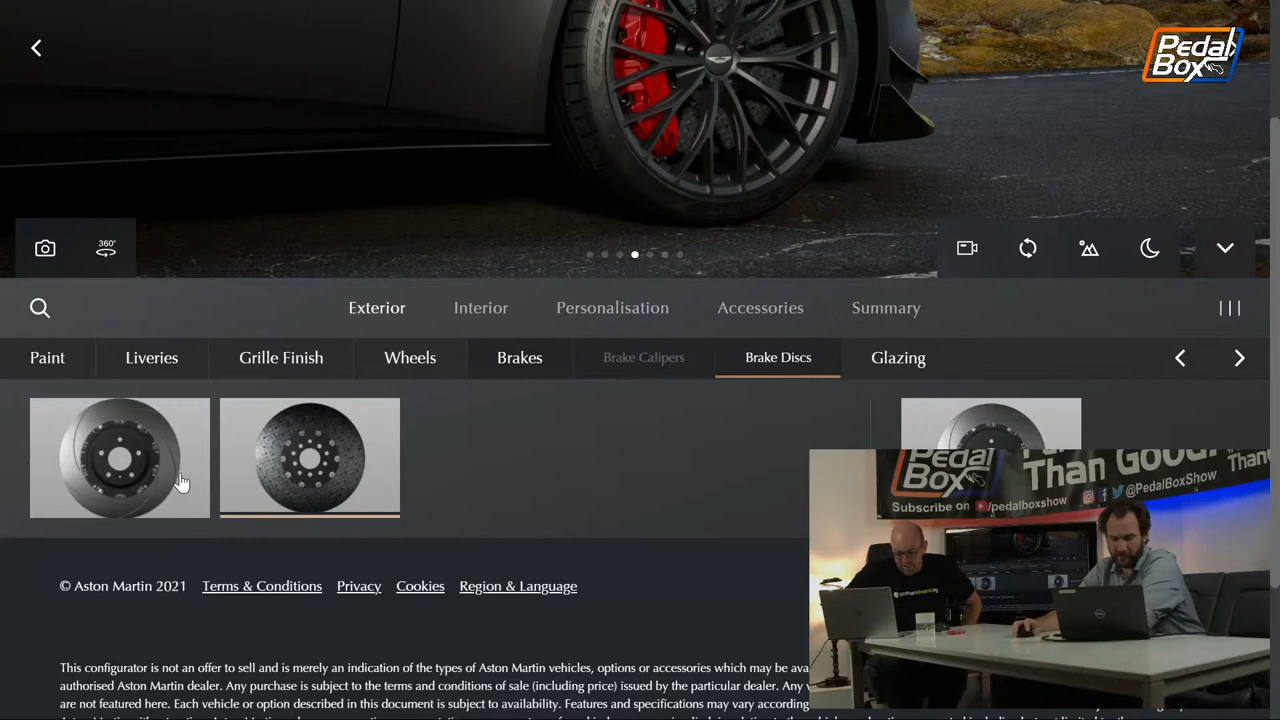 Pedal
Box
360°
Exterior
Interior
Personalisation
Accessories
Summary
Paint
Liveries
Grille Finish
Wheels
Brakes
Brake Calipers
Brake Discs
Glazing
© Aston Martin 2021
Terms & Conditions
Privacy
Cookies
Region & Language
This configurator is not an offer to sell and is merely an indication of the types of Aston Martin vehicles, options or accessories which may be ava
authorised Aston Martin dealer. Any purchase is subject to the terms and conditions of sale (including price) issued by the particular dealer. Any
are not featured here. Each vehicle or option described in this document is subject to availability. Features and specifications may vary according
Pedal
Box
Than Good!
Than
Subscribe on /pedalboxshow
@PedalBoxShow
DELL